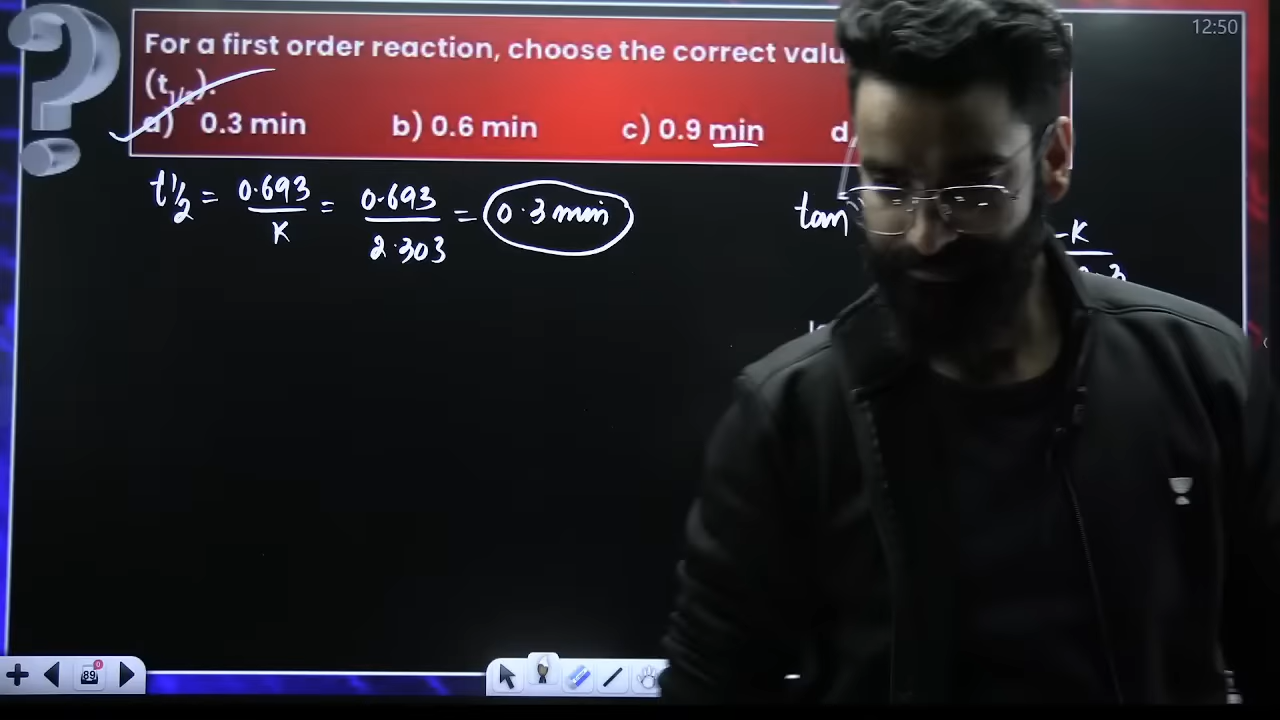 12:50
For a first order reaction, choose the correct valu
(t1/2).
a) 0.3 min b) 0.6 min c) 0.9 min d
t1/2 = 0.693/K = 0.693/2.303 = 0.3 min
tan
-K
89